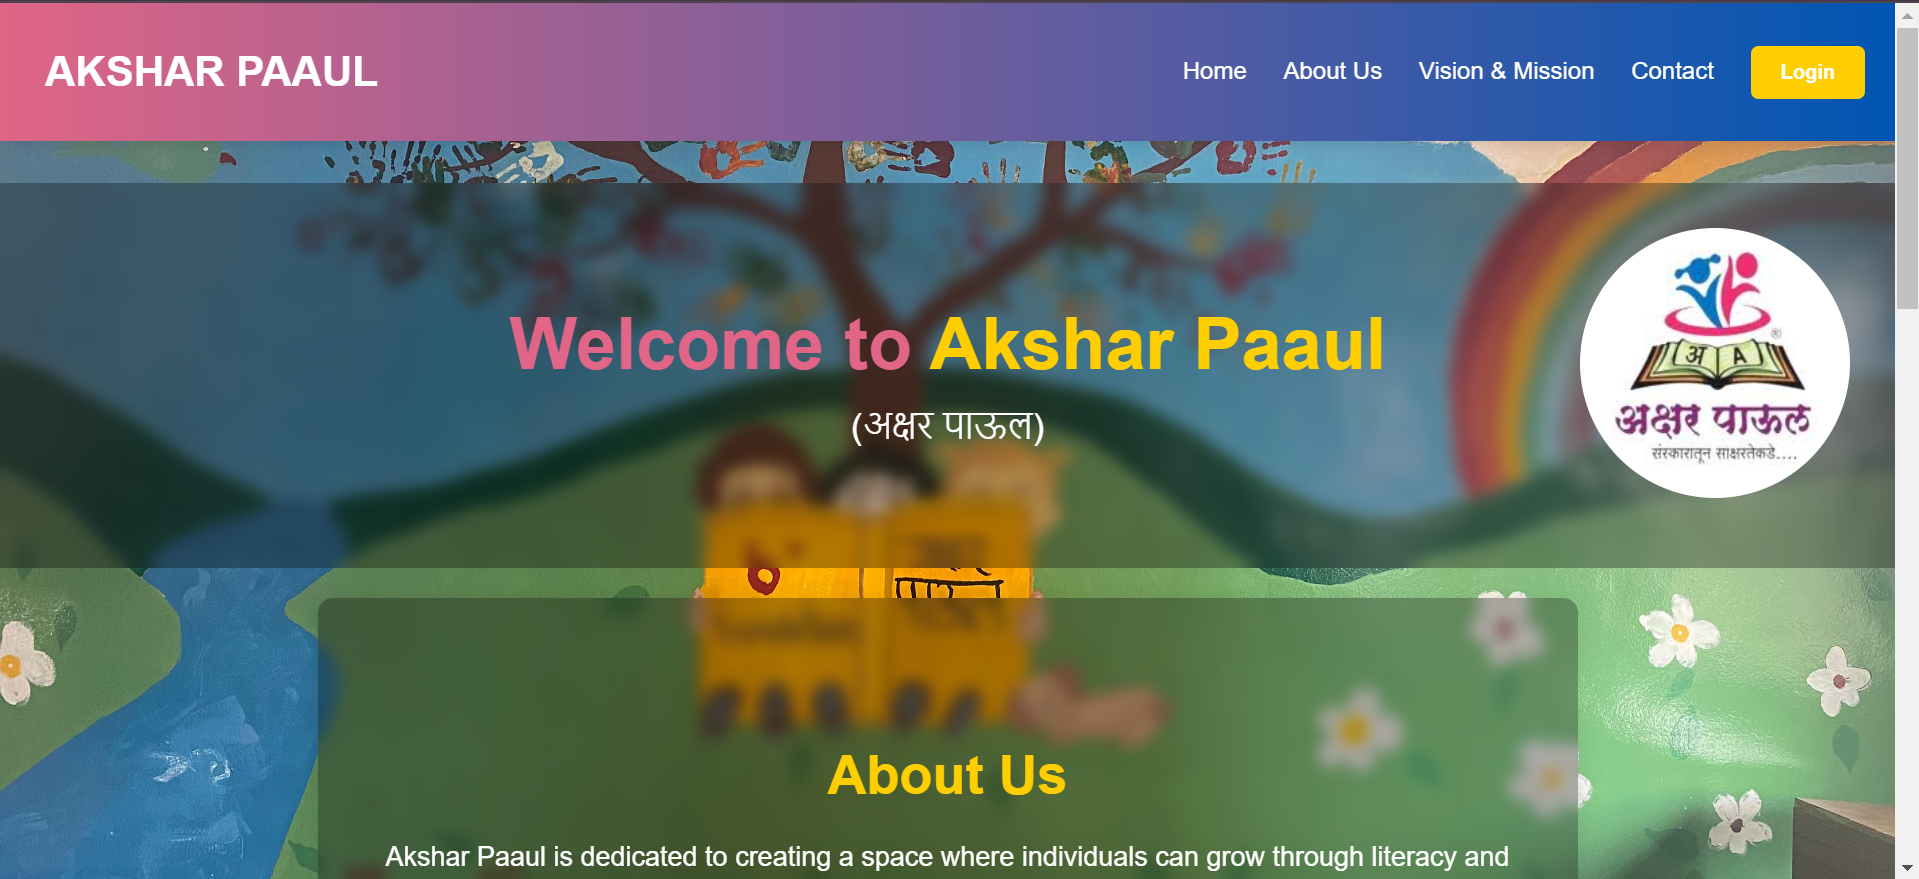 AKSHAR PAAUL
Home About Us Vision & Mission Contact Login
Welcome to Akshar Paaul
(अक्षर पाऊल)
अ A
®
अक्षर पाऊल
संस्कारातून साक्षरतेकडे....
About Us
Akshar Paaul is dedicated to creating a space where individuals can grow through literacy and